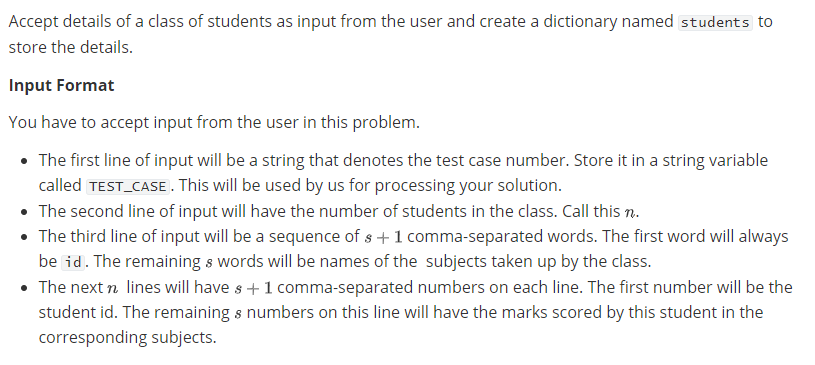 Accept details of a class of students as input from the user and create a dictionary named students to
store the details.
Input Format
You have to accept input from the user in this problem.
• The first line of input will be a string that denotes the test case number. Store it in a string variable
called TEST_CASE. This will be used by us for processing your solution.
• The second line of input will have the number of students in the class. Call this n.
• The third line of input will be a sequence of s + 1 comma-separated words. The first word will always
be id. The remaining s words will be names of the subjects taken up by the class.
• The next n lines will have s + 1 comma-separated numbers on each line. The first number will be the
student id. The remaining s numbers on this line will have the marks scored by this student in the
corresponding subjects.